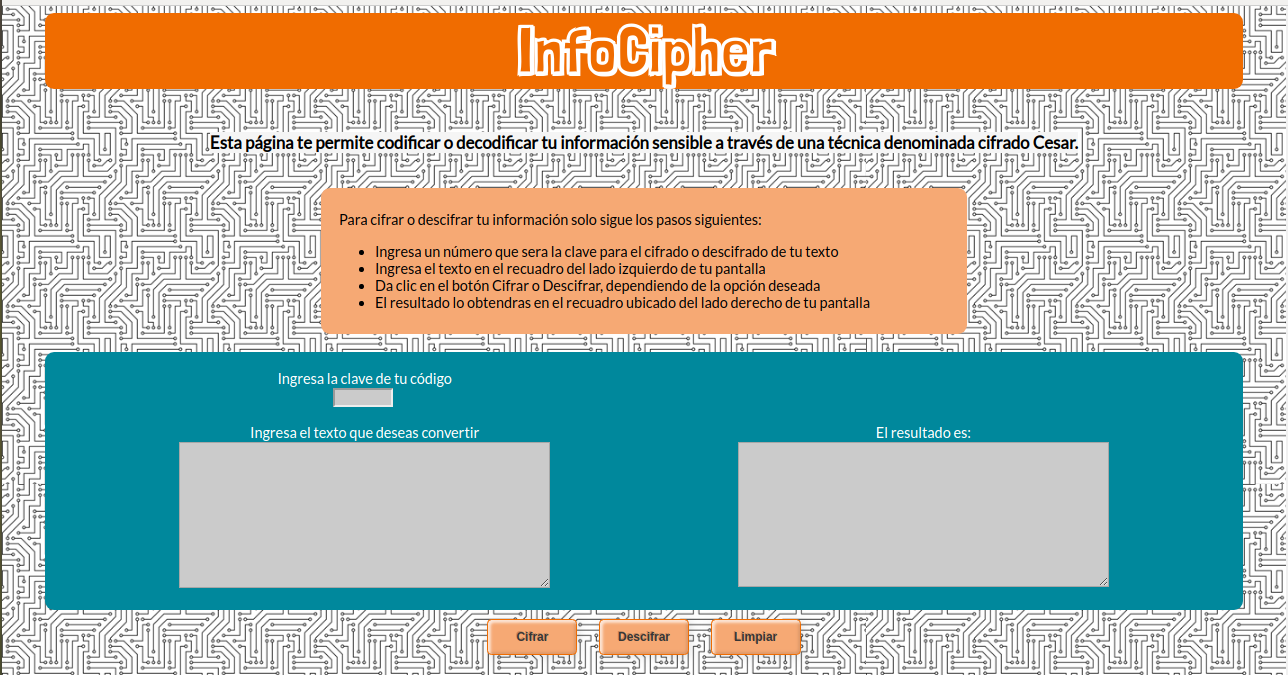 InfoCipher
Esta página te permite codificar o decodificar tu información sensible a través de una técnica denominada cifrado Cesar.
Para cifrar o descifrar tu información solo sigue los pasos siguientes:
Ingresa un número que sera la clave para el cifrado o descifrado de tu texto
Ingresa el texto en el recuadro del lado izquierdo de tu pantalla
Da clic en el botón Cifrar o Descifrar, dependiendo de la opción deseada
El resultado lo obtendras en el recuadro ubicado del lado derecho de tu pantalla
Ingresa la clave de tu código
Ingresa el texto que deseas convertir
El resultado es:
Cifrar
Descifrar
Limpiar